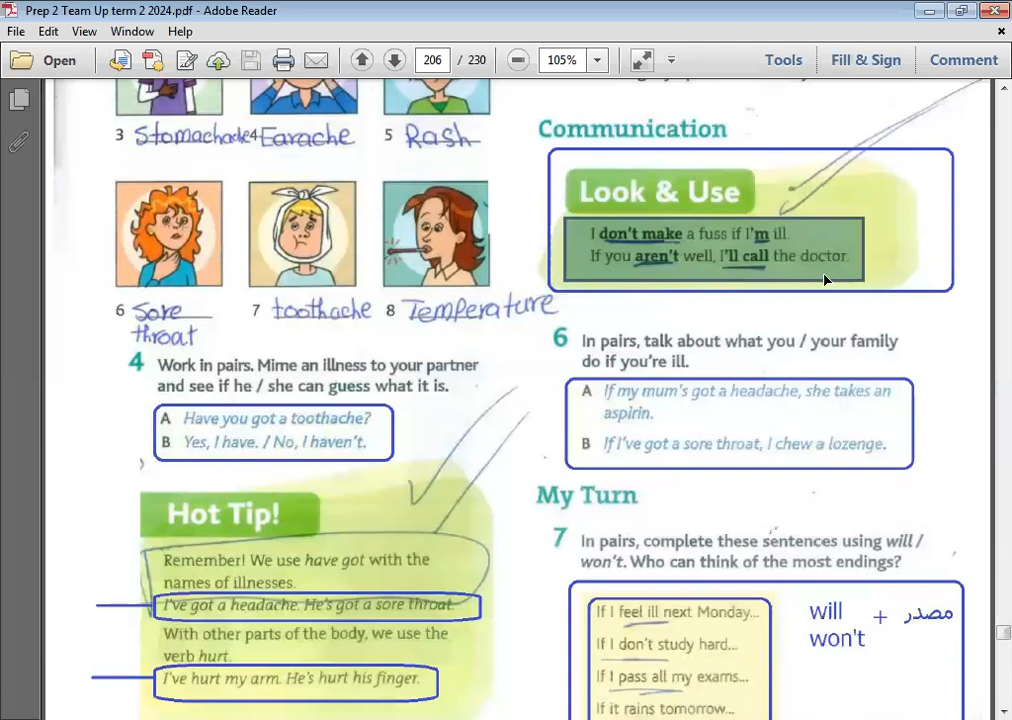 Prep 2 Team Up term 2 2024.pdf - Adobe Reader
File Edit View Window Help
Open 206 / 230 105% Tools Fill & Sign Comment
3 Stomachache 4 Earache 5 Rash
6 Sore throat 7 toothache 8 Temperature
4 Work in pairs. Mime an illness to your partner
and see if he / she can guess what it is.
A Have you got a toothache?
B Yes, I have. / No, I haven't.
Hot Tip!
Remember! We use have got with the
names of illnesses.
I've got a headache. He's got a sore throat.
With other parts of the body, we use the
verb hurt.
I've hurt my arm. He's hurt his finger.
Communication
Look & Use
I don't make a fuss if I'm ill.
If you aren't well, I'll call the doctor.
6 In pairs, talk about what you / your family
do if you're ill.
A If my mum's got a headache, she takes an
aspirin.
B If I've got a sore throat, I chew a lozenge.
My Turn
7 In pairs, complete these sentences using will /
won't. Who can think of the most endings?
If I feel ill next Monday...
If I don't study hard...
If I pass all my exams...
If it rains tomorrow...
will
won't + مصدر